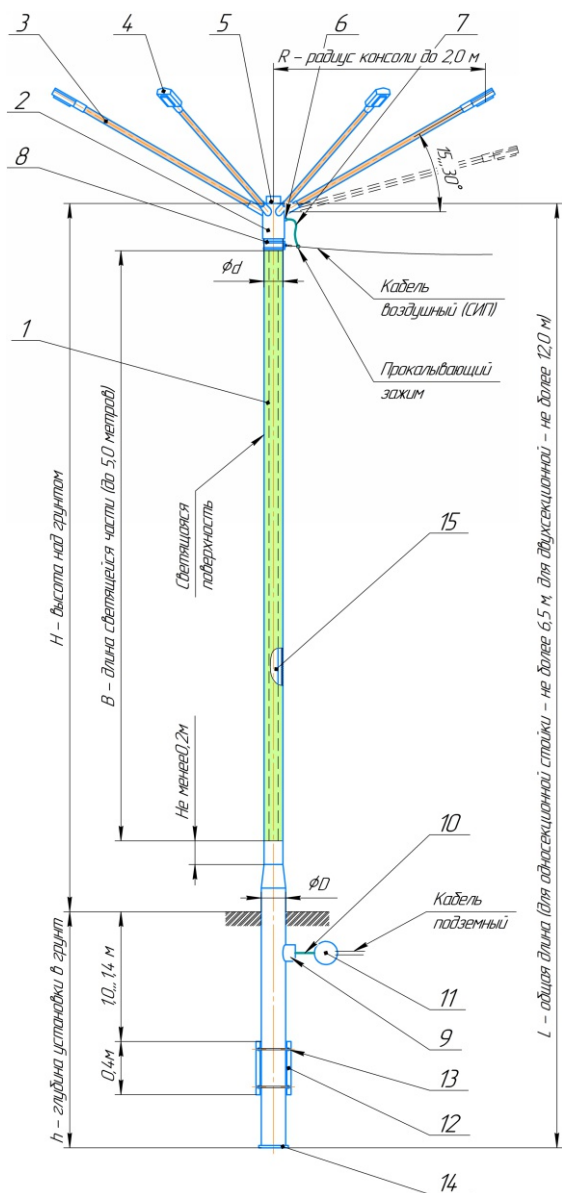 3
4
5
6
7
R – радиус консоли до 2,0 м
2
8
15...30°
ϕd
Кабель
воздушный (СИП)
1
Прокалывающий
зажим
Светящаяся
поверхность
15
H – высота над грунтом
B – длина светящейся части (до 5,0 метров)
L – общая длина (для односекционной стойки – не более 6,5 м, для двухсекционной – не более 12,0 м)
Не менее0,2м
10
ϕD
Кабель
подземный
h – глубина установки в грунт
1,0...1,4 м
11
9
0,4м
13
12
14